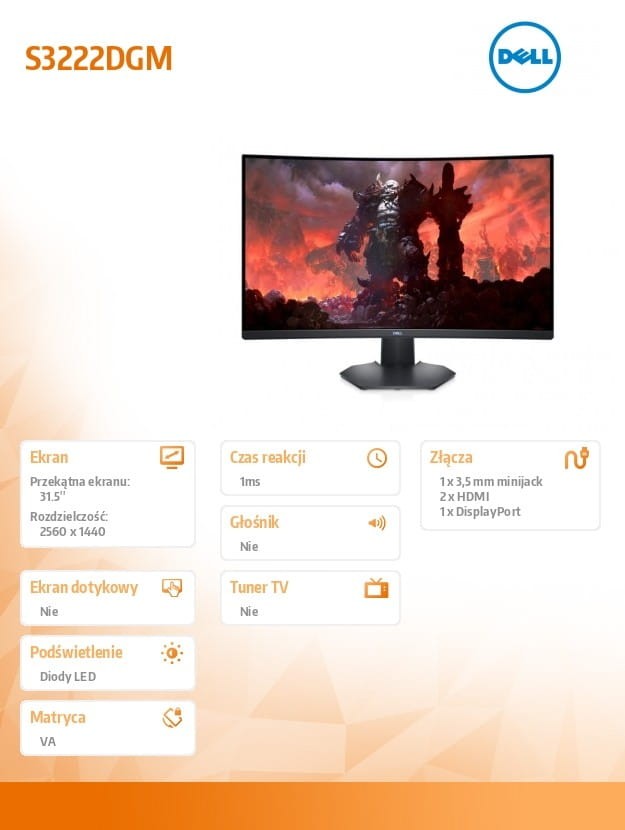 S3222DGM
DELL
DELL
Ekran
Przekątna ekranu:
31.5"
Rozdzielczość:
2560 x 1440
Czas reakcji
1ms
Złącza
1 x 3,5 mm minijack
2 x HDMI
1 x DisplayPort
Głośnik
Nie
Ekran dotykowy
Nie
Tuner TV
Nie
Podświetlenie
Diody LED
Matryca
VA